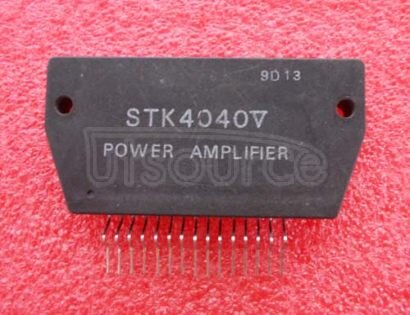 9D13
STK4040V
POWER AMPLIFIER
UTSource